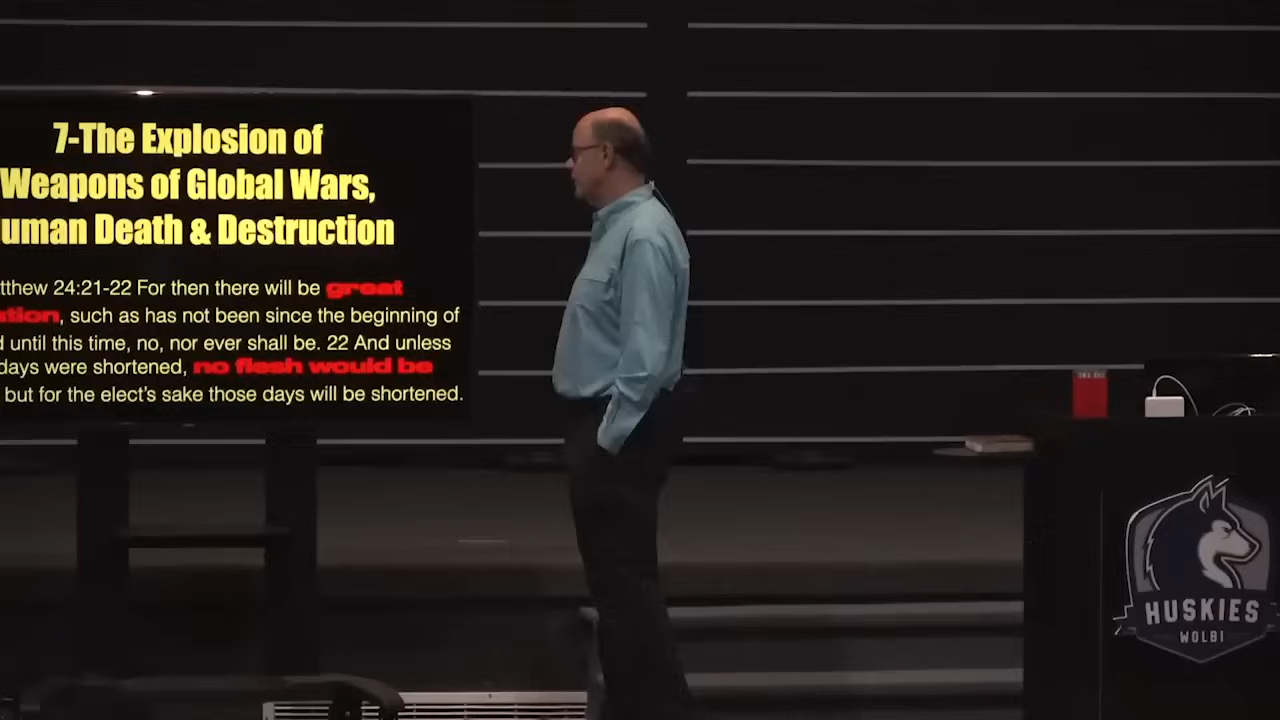 7-The Explosion of
Weapons of Global Wars,
uman Death & Destruction
tthew 24:21-22 For then there will be great
ation, such as has not been since the beginning of
d until this time, no, nor ever shall be. 22 And unless
days were shortened, no flesh would be
but for the elect's sake those days will be shortened.
HUSKIES
WOLBI